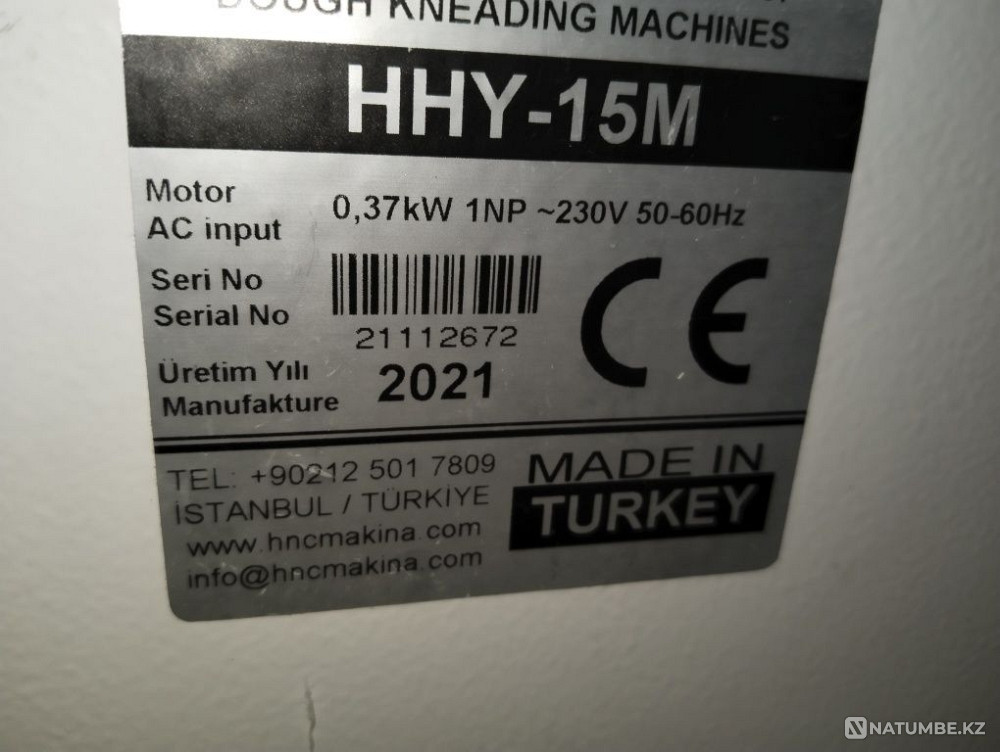 DOUGH KNEADING MACHINES
HHY-15M
Motor
AC input
0,37kW 1NP ~230V 50-60Hz
Seri No
Serial No
21112672
CE
Üretim Yılı
Manufakture
2021
TEL: +90212 501 7809
İSTANBUL / TÜRKİYE
www.hncmakina.com
info@hncmakina.com
MADE IN
TURKEY
NATUMBE.KZ